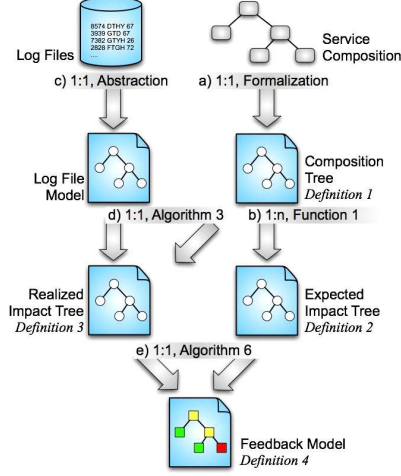 8574 DTHY 67
3939 GTD 67
7382 GTYH 26
2828 FTGH 72
....
Log Files
Service
Composition
c) 1:1, Abstraction
a) 1:1, Formalization
Log File
Model
Composition
Tree
Definition 1
d) 1:1, Algorithm 3
b) 1:n, Function 1
Realized
Impact Tree
Definition 3
Expected
Impact Tree
Definition 2
e) 1:1, Algorithm 6
Feedback Model
Definition 4